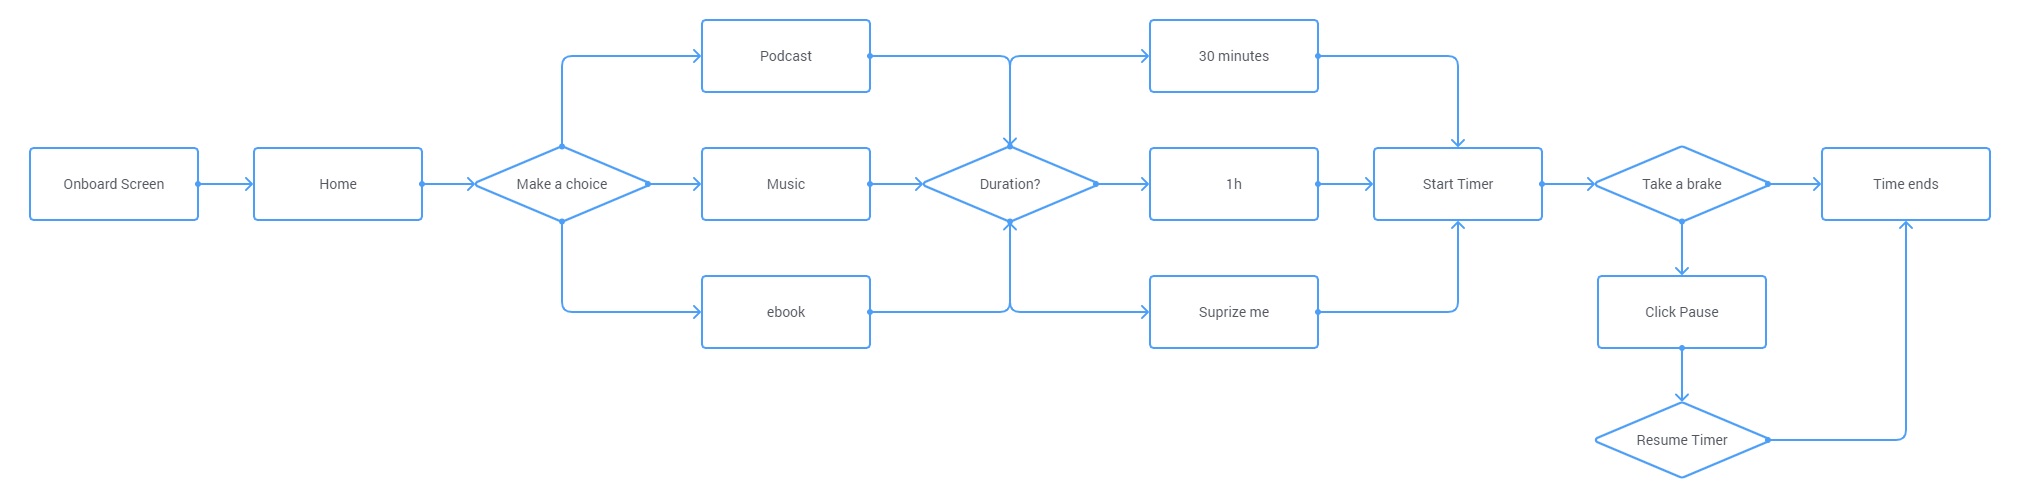 Onboard Screen
Home
Make a choice
Podcast
Music
ebook
Duration?
30 minutes
1h
Suprize me
Start Timer
Take a brake
Click Pause
Resume Timer
Time ends